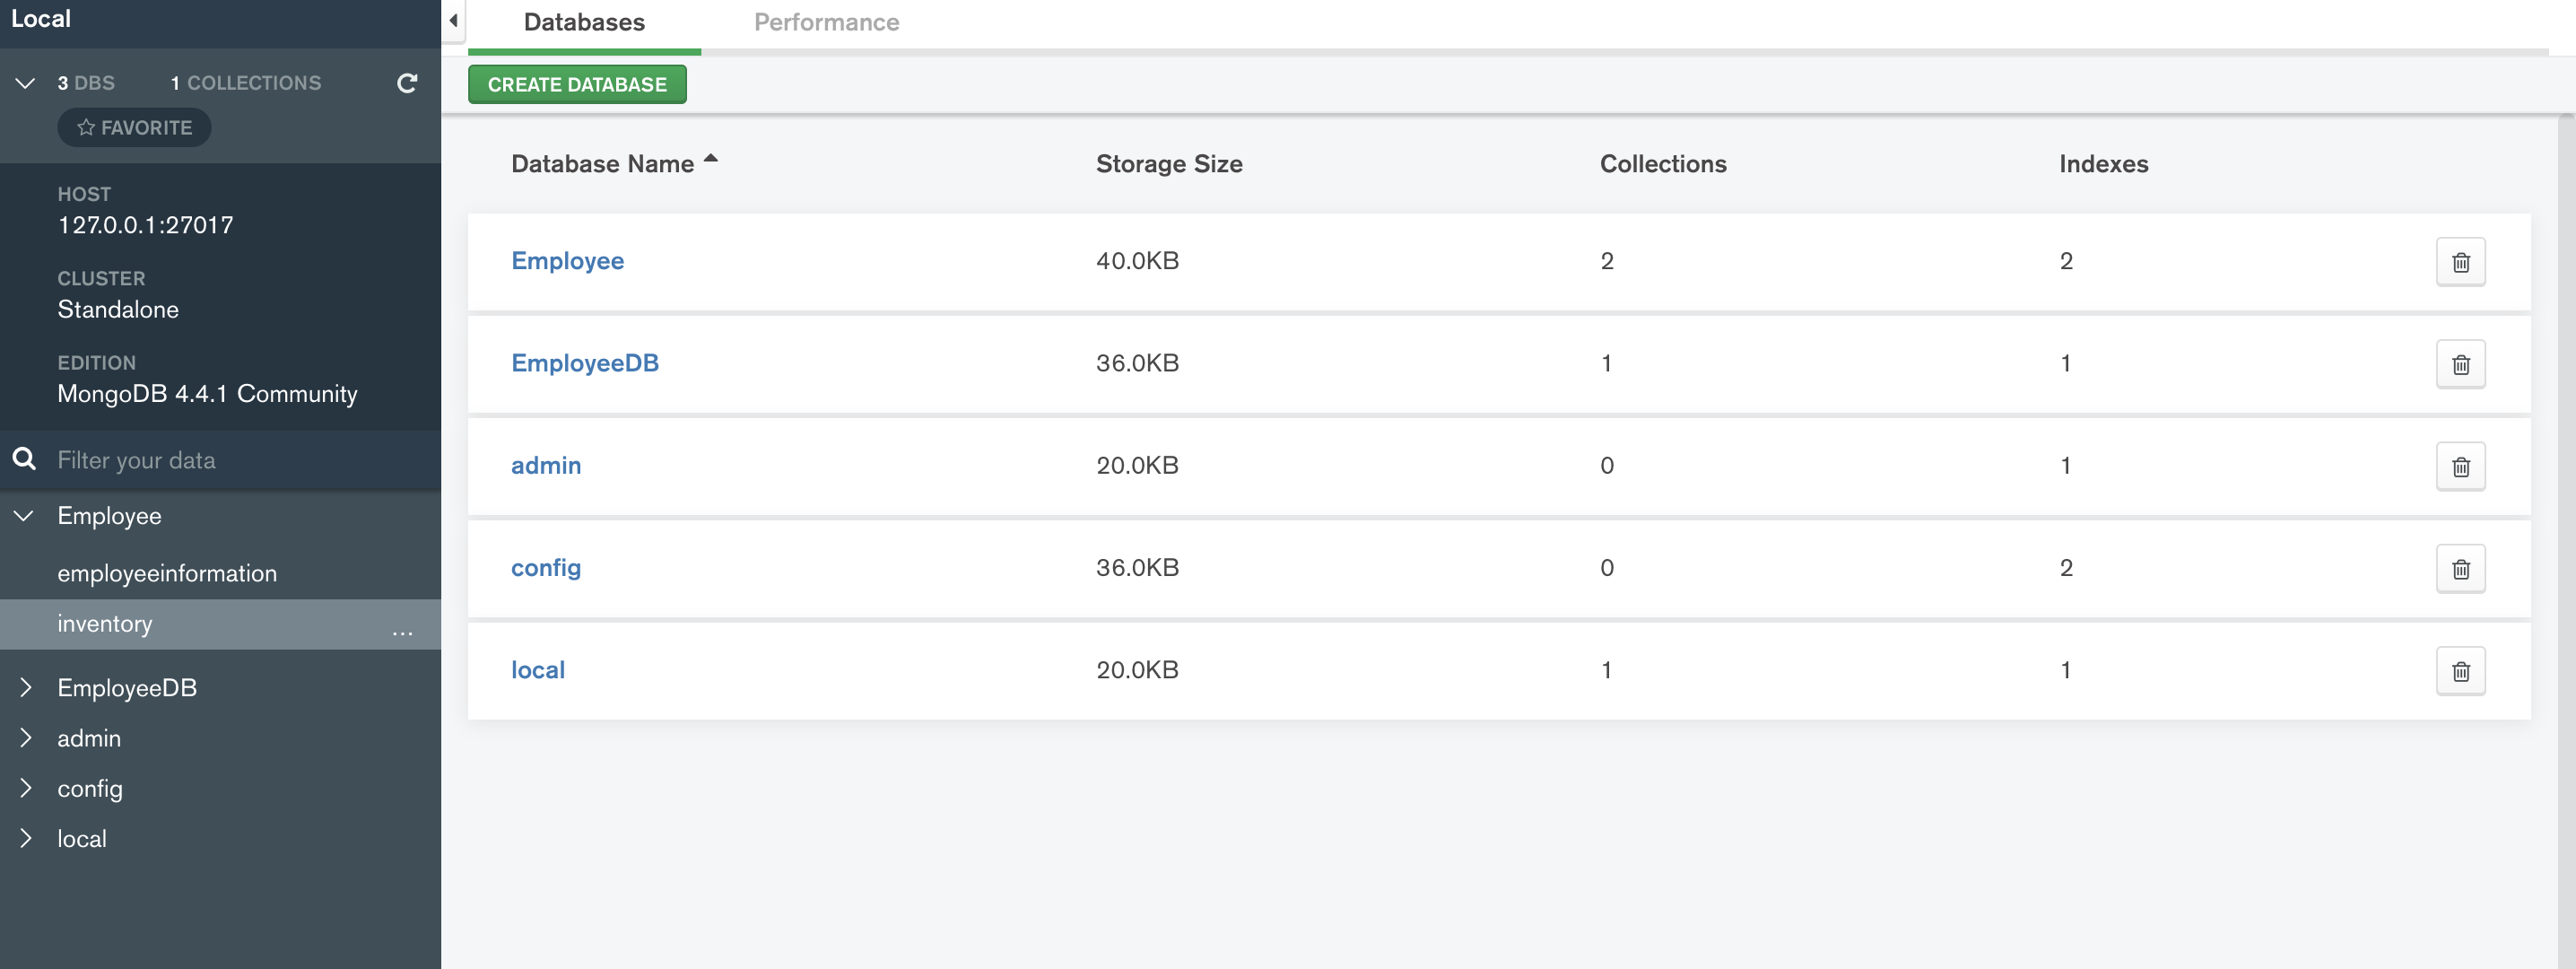 Local
3 DBS 1 COLLECTIONS
FAVORITE
HOST
127.0.0.1:27017
CLUSTER
Standalone
EDITION
MongoDB 4.4.1 Community
Filter your data
Employee
employeeinformation
inventory ...
EmployeeDB
admin
config
local
Databases Performance
CREATE DATABASE
Database Name Storage Size Collections Indexes
Employee 40.0KB 2 2
EmployeeDB 36.0KB 1 1
admin 20.0KB 0 1
config 36.0KB 0 2
local 20.0KB 1 1